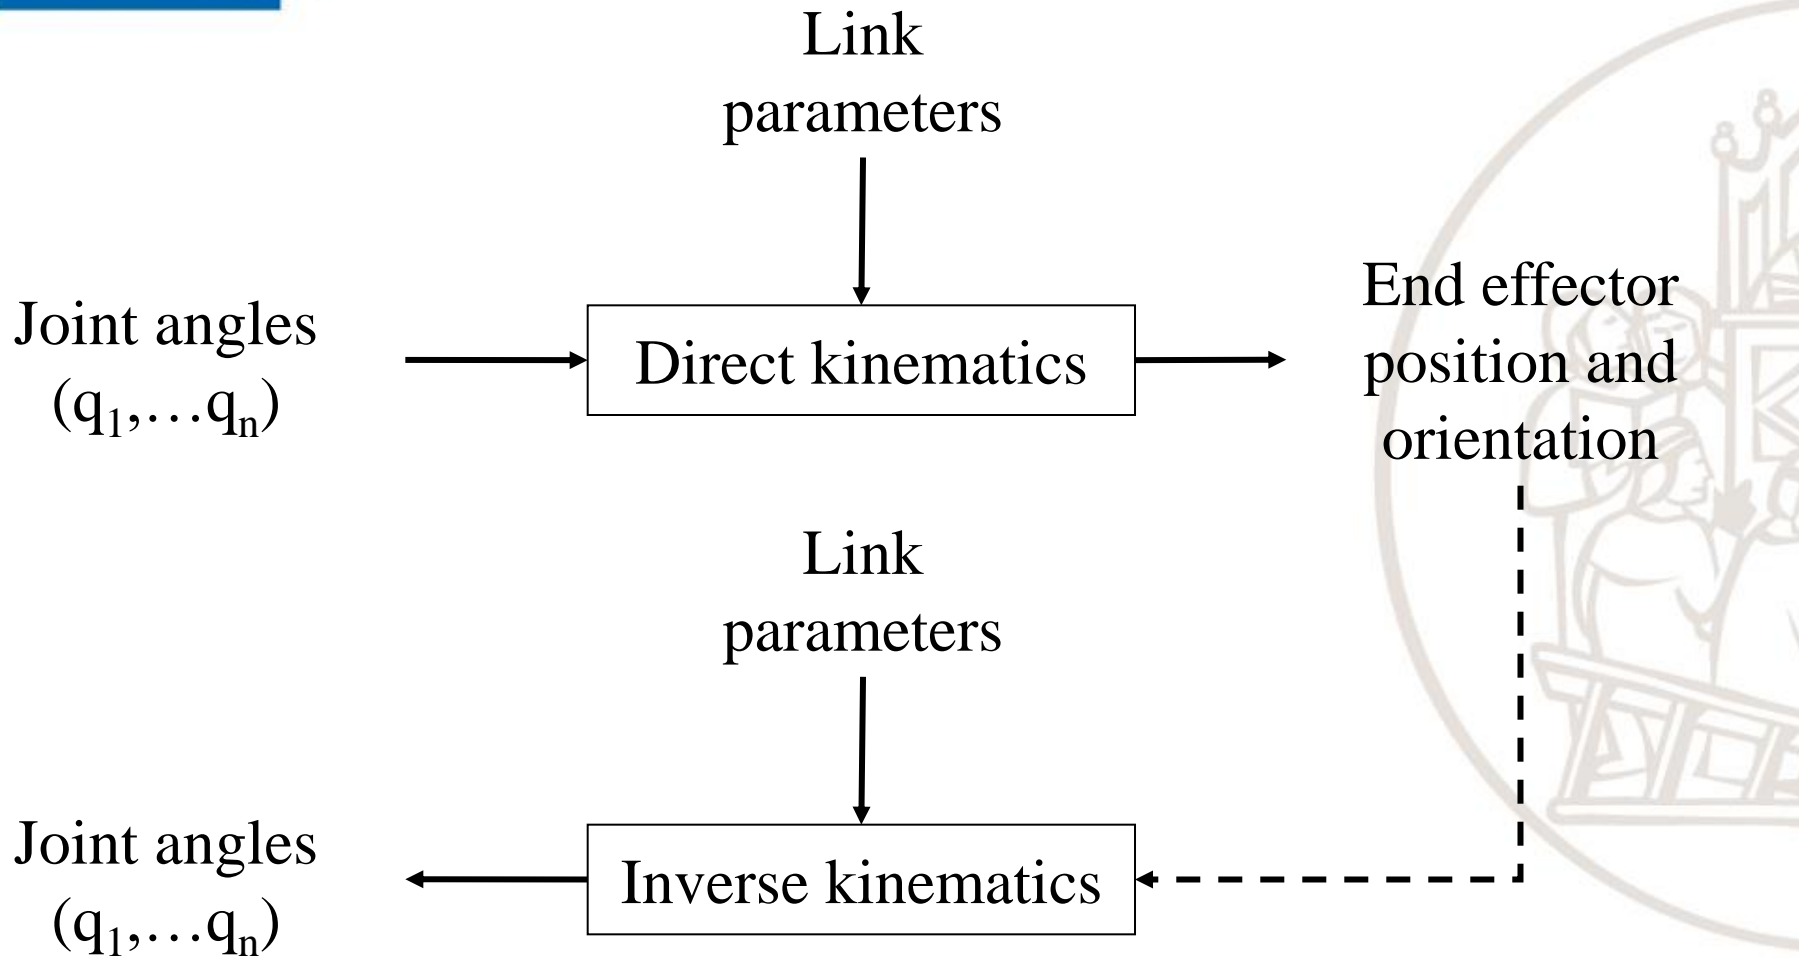 Link
parameters
Joint angles
(q₁,…qₙ)
Direct kinematics
End effector
position and
orientation
Link
parameters
Joint angles
(q₁,…qₙ)
Inverse kinematics